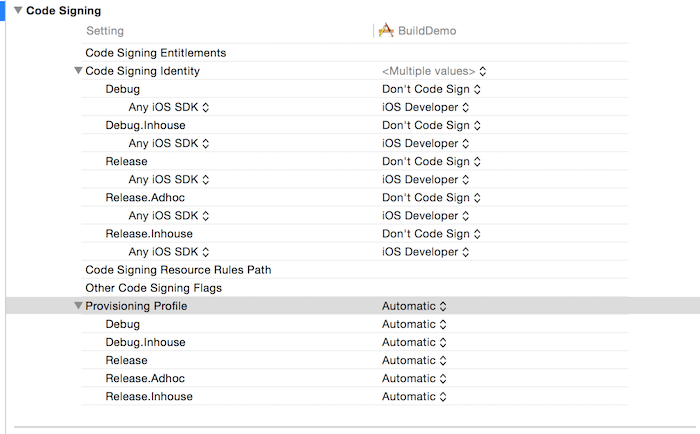 Code Signing
Setting BuildDemo
Code Signing Entitlements
Code Signing Identity <Multiple values>
Debug Don't Code Sign
Any iOS SDK iOS Developer
Debug.Inhouse Don't Code Sign
Any iOS SDK iOS Developer
Release Don't Code Sign
Any iOS SDK iOS Developer
Release.Adhoc Don't Code Sign
Any iOS SDK iOS Developer
Release.Inhouse Don't Code Sign
Any iOS SDK iOS Developer
Code Signing Resource Rules Path
Other Code Signing Flags
Provisioning Profile Automatic
Debug Automatic
Debug.Inhouse Automatic
Release Automatic
Release.Adhoc Automatic
Release.Inhouse Automatic